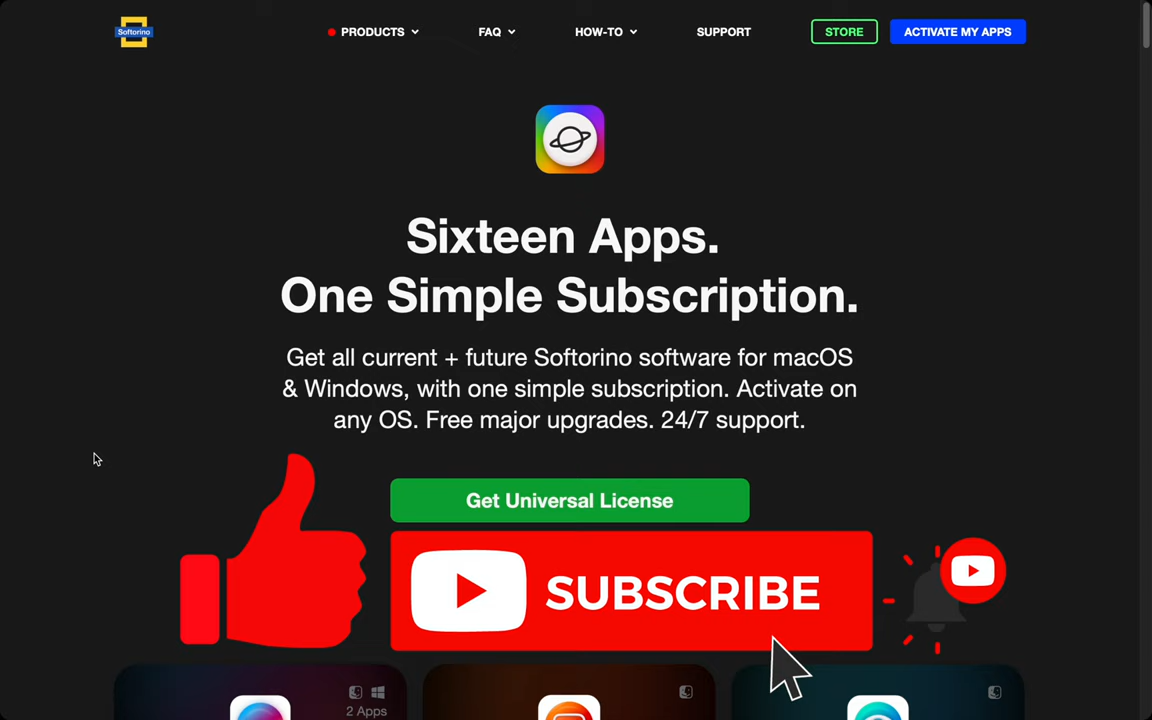 Softorino
PRODUCTS
FAQ
HOW-TO
SUPPORT
STORE
ACTIVATE MY APPS
Sixteen Apps.
One Simple Subscription.
Get all current + future Softorino software for macOS
& Windows, with one simple subscription. Activate on
any OS. Free major upgrades. 24/7 support.
Get Universal License
SUBSCRIBE
2 Apps